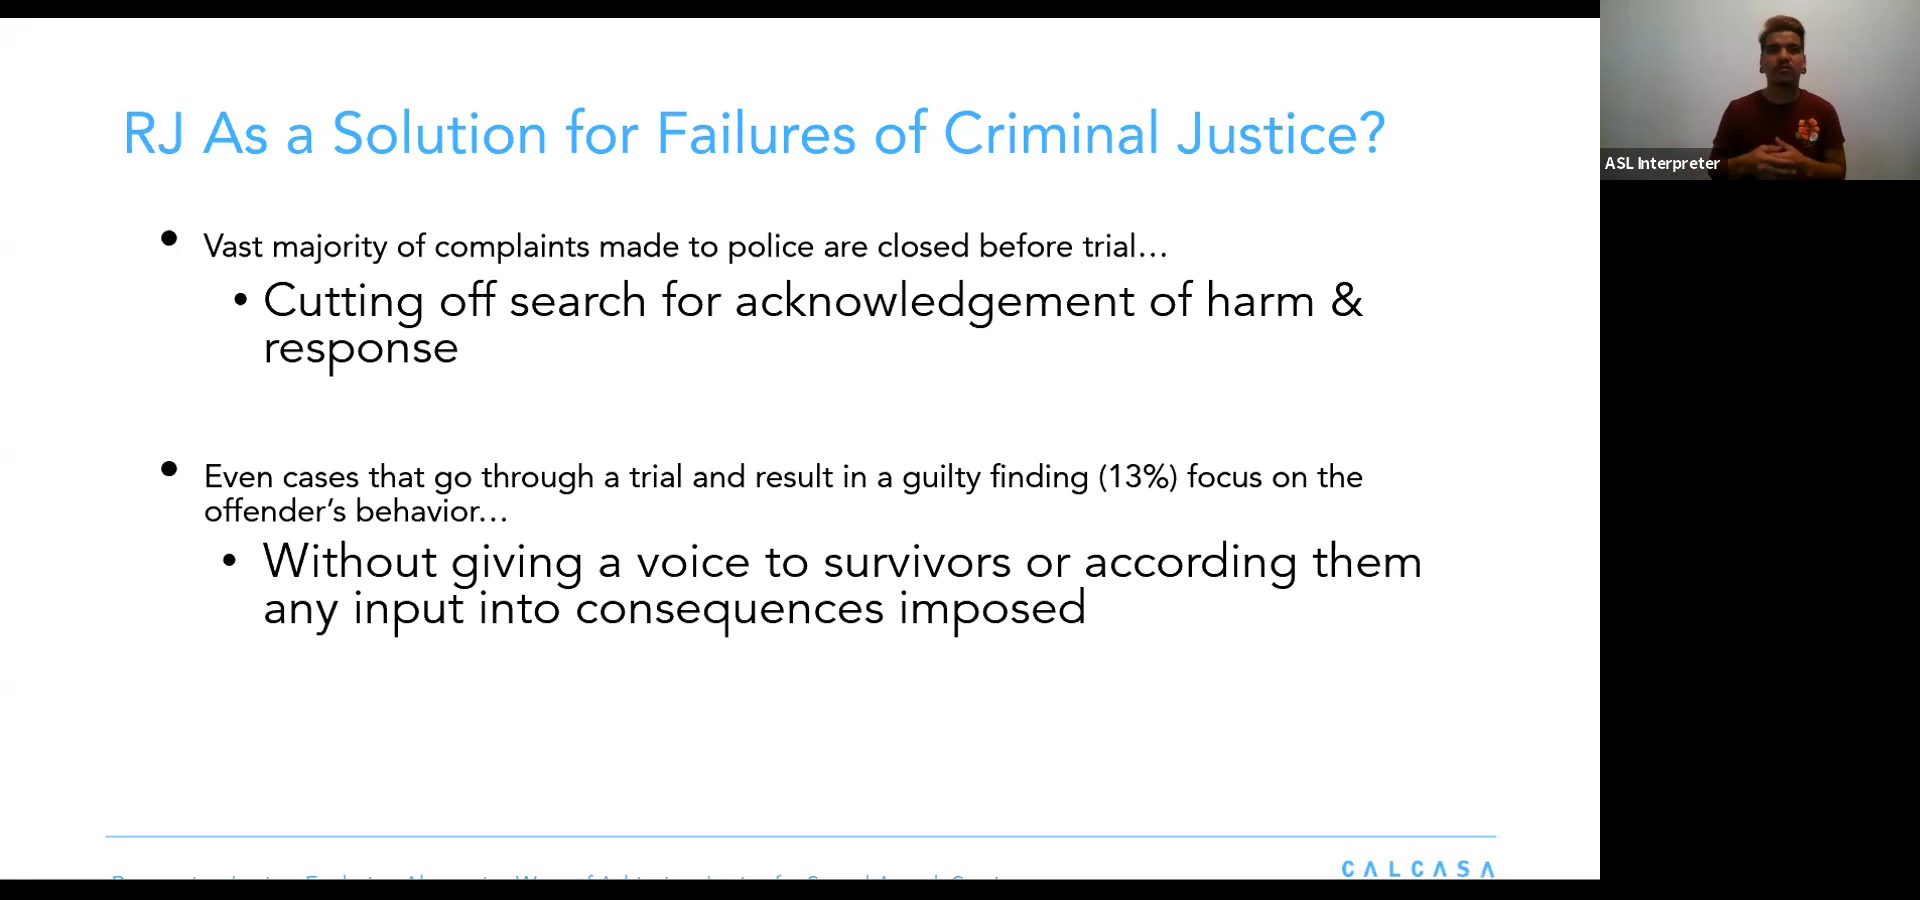 RJ As a Solution for Failures of Criminal Justice?
ASL Interpreter
• Vast majority of complaints made to police are closed before trial…
• Cutting off search for acknowledgement of harm &
response
• Even cases that go through a trial and result in a guilty finding (13%) focus on the
offender’s behavior…
• Without giving a voice to survivors or according them
any input into consequences imposed
CALCASA